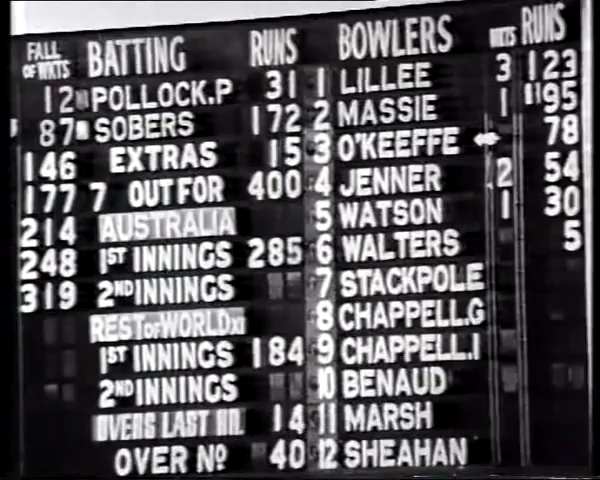 FALL OF WKTS BATTING RUNS BOWLERS WKTS RUNS
12 POLLOCK.P 31 1 LILLEE 3 123
87 SOBERS 172 2 MASSIE 1 95
146 EXTRAS 15 3 O'KEEFFE 78
177 7 OUT FOR 400 4 JENNER 2 54
214 AUSTRALIA 5 WATSON 1 30
248 1ST INNINGS 285 6 WALTERS 5
319 2ND INNINGS 7 STACKPOLE
REST OF WORLD XI 8 CHAPPELL.G
1ST INNINGS 184 9 CHAPPELL.I
2ND INNINGS 10 BENAUD
OVERS LAST HR. 14 11 MARSH
OVER Nº 40 12 SHEAHAN